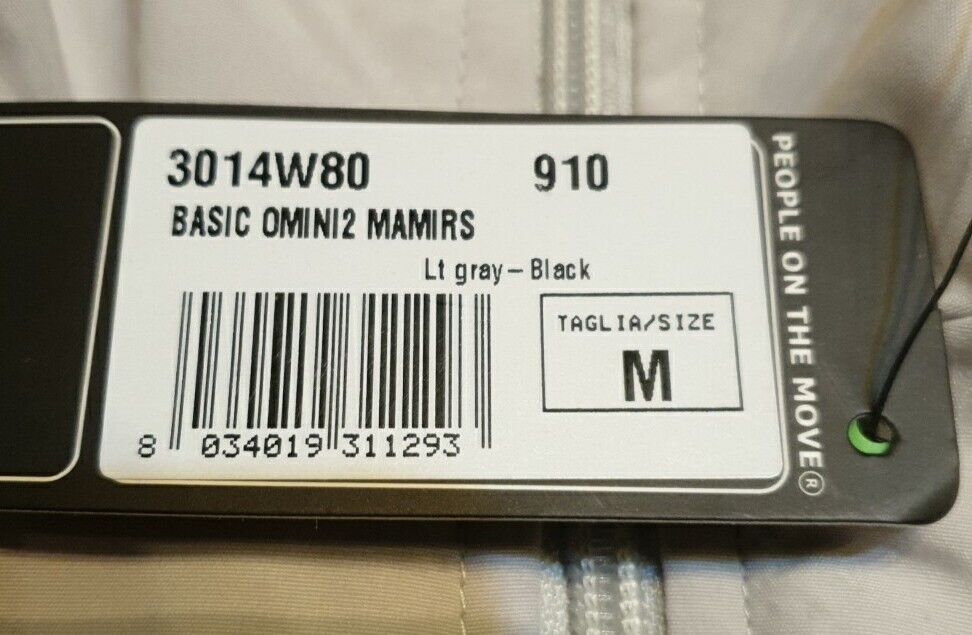 3014W80 910
BASIC OMINI2 MAMIRS
Lt gray-Black
TAGLIA/SIZE
M
8 034019 311293
PEOPLE ON THE MOVE®